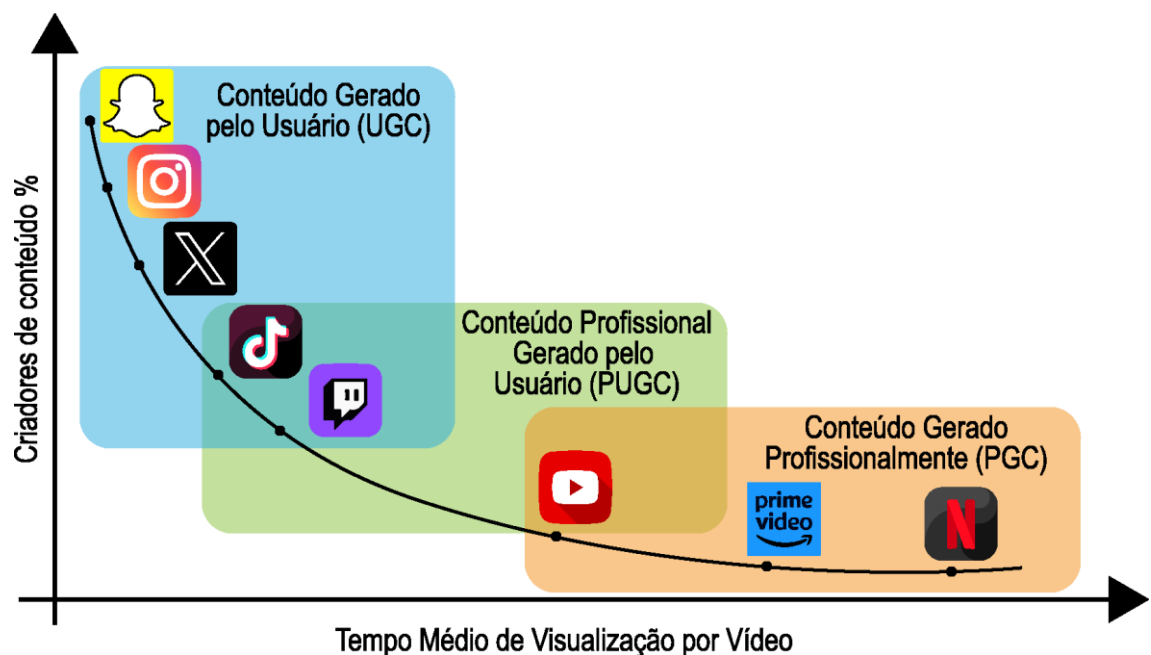 Conteúdo Gerado
pelo Usuário (UGC)
Criadores de conteúdo %
Conteúdo Profissional
Gerado pelo
Usuário (PUGC)
Conteúdo Gerado
Profissionalmente (PGC)
prime
video
N
Tempo Médio de Visualização por Vídeo